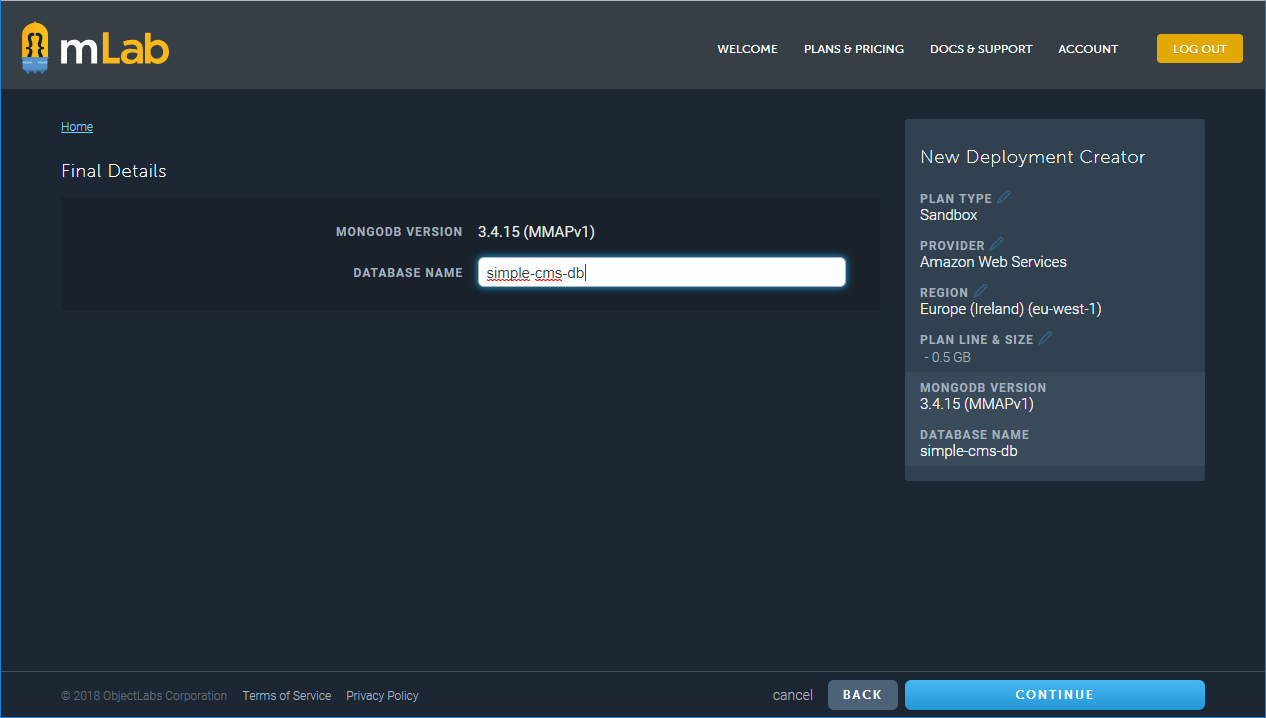 mLab
WELCOME PLANS & PRICING DOCS & SUPPORT ACCOUNT LOG OUT
Home
Final Details
MONGODB VERSION 3.4.15 (MMAPv1)
DATABASE NAME simple-cms-db
New Deployment Creator
PLAN TYPE
Sandbox
PROVIDER
Amazon Web Services
REGION
Europe (Ireland) (eu-west-1)
PLAN LINE & SIZE
- 0.5 GB
MONGODB VERSION
3.4.15 (MMAPv1)
DATABASE NAME
simple-cms-db
© 2018 ObjectLabs Corporation Terms of Service Privacy Policy cancel BACK CONTINUE